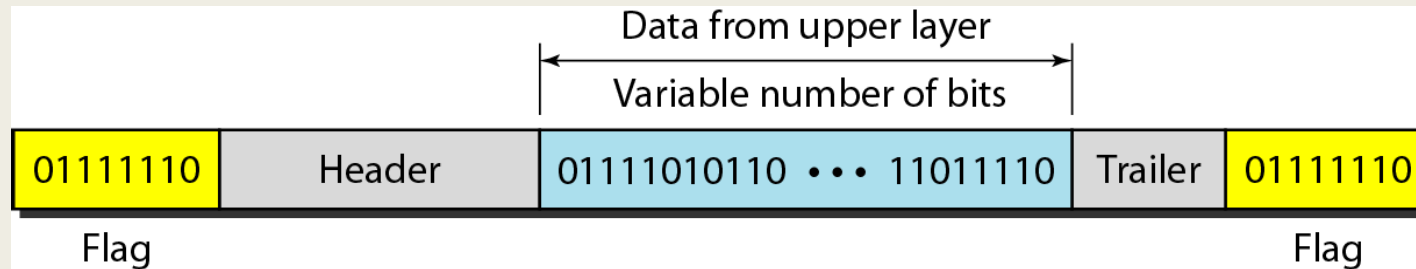 Data from upper layer
Variable number of bits
01111110 Header 01111010110 ••• 11011110 Trailer 01111110
Flag Flag